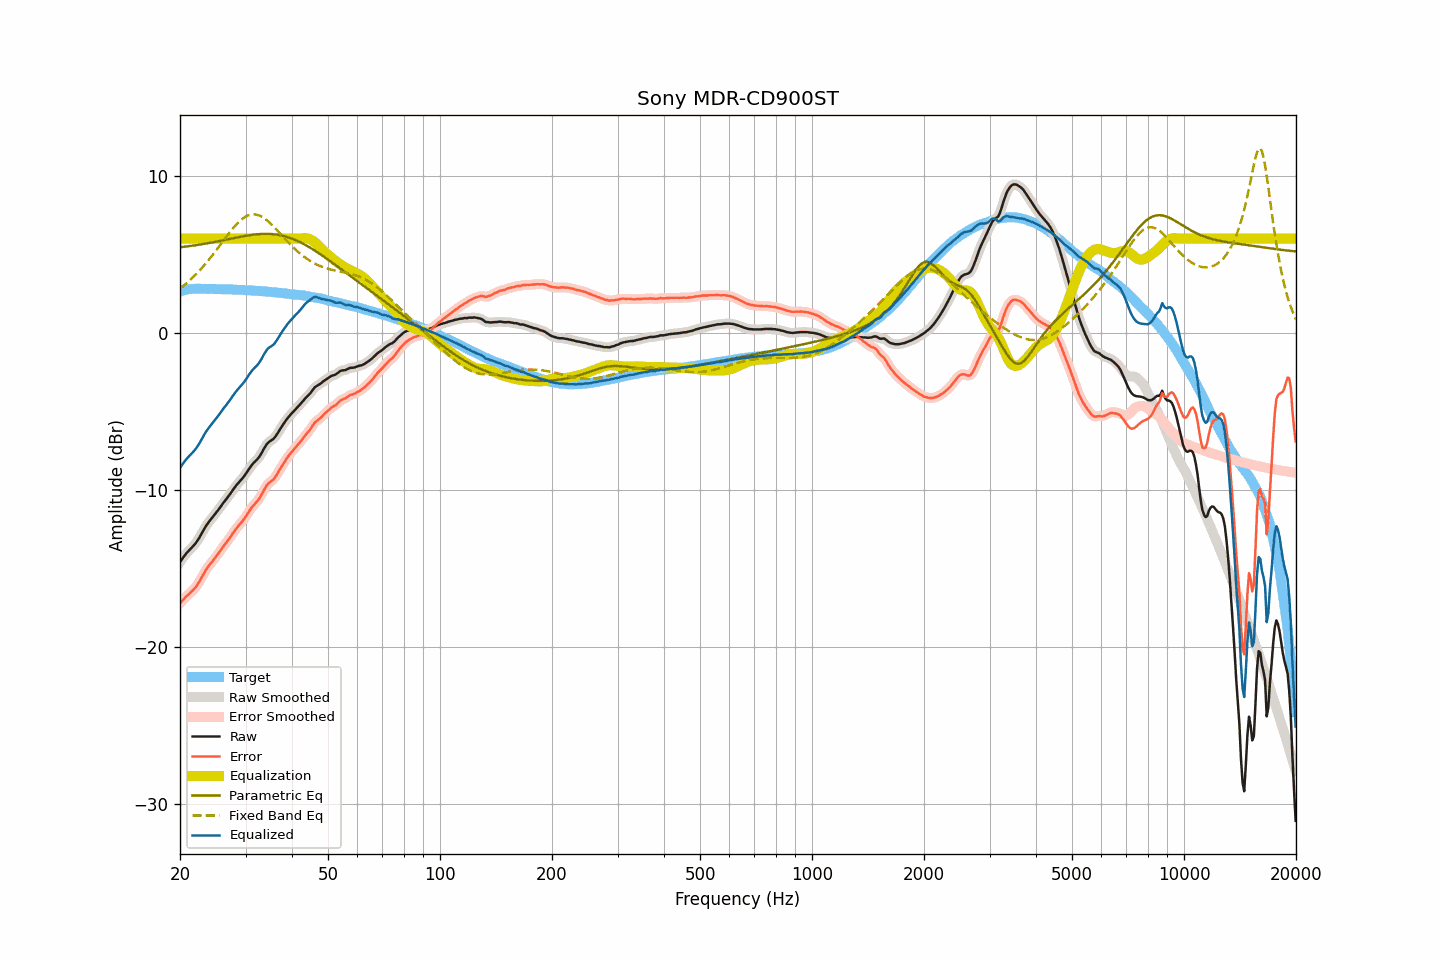 Sony MDR-CD900ST
10
0
−10
−20
−30
Amplitude (dBr)
Target
Raw Smoothed
Error Smoothed
Raw
Error
Equalization
Parametric Eq
Fixed Band Eq
Equalized
20 50 100 200 500 1000 2000 5000 10000 20000
Frequency (Hz)